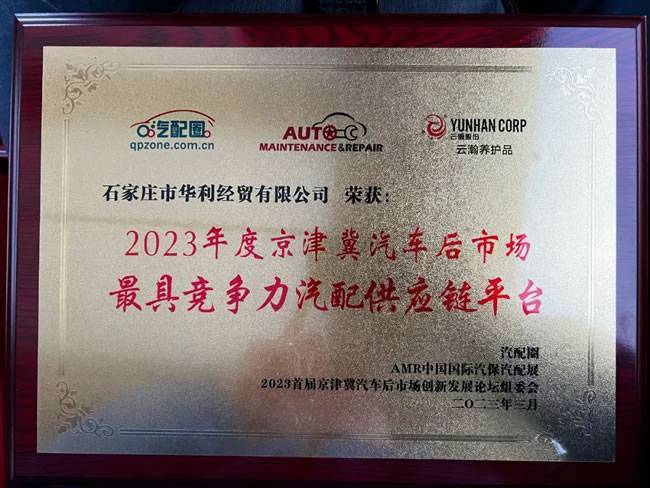 汽配圈
qpzone.com.cn
AUTO
MAINTENANCE&REPAIR
YUNHAN CORP
云瀚股份
云瀚养护品
石家庄市华利经贸有限公司 荣获:
2023年度京津冀汽车后市场
最具竞争力汽配供应链平台
汽配圈
AMR中国国际汽保汽配展
2023首届京津冀汽车后市场创新发展论坛组委会
二〇二三年三月